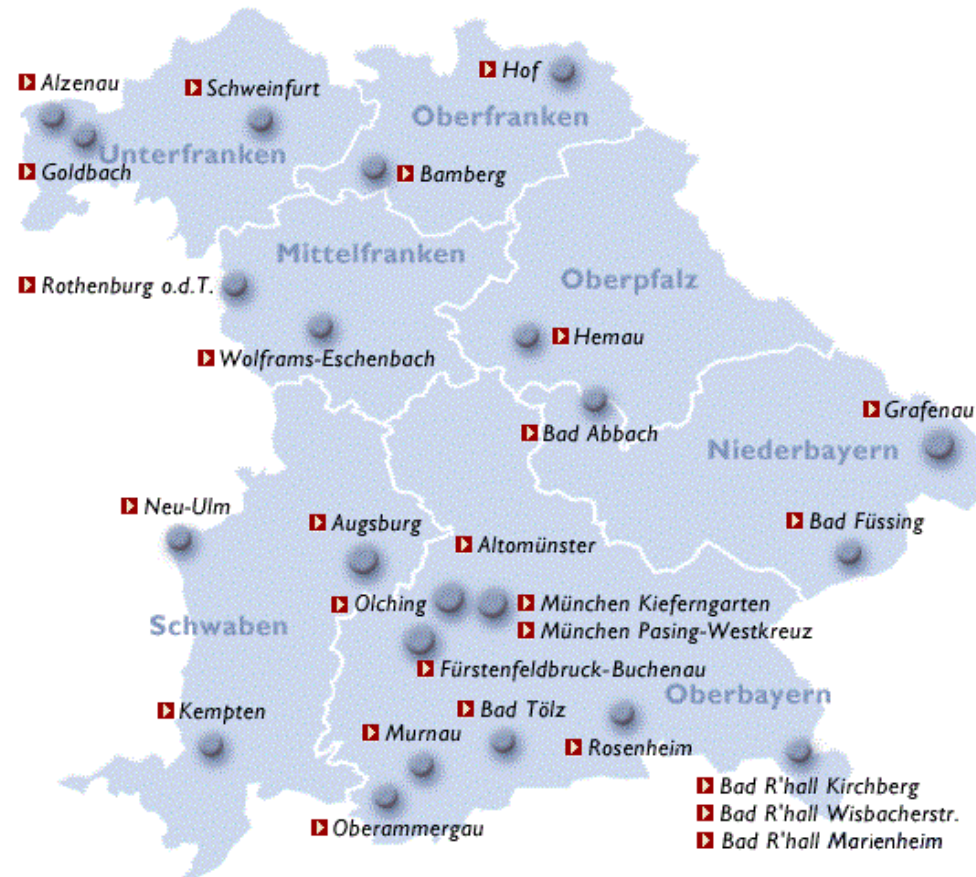 Hof
Alzenau
Schweinfurt
Oberfranken
Unterfranken
Goldbach
Bamberg
Mittelfranken
Oberpfalz
Rothenburg o.d.T.
Hemau
Wolframs-Eschenbach
Grafenau
Bad Abbach
Niederbayern
Neu-Ulm
Augsburg
Bad Füssing
Altomünster
Olching
München Kieferngarten
Schwaben
München Pasing-Westkreuz
Fürstenfeldbruck-Buchenau
Oberbayern
Kempten
Bad Tölz
Murnau
Rosenheim
Bad R'hall Kirchberg
Bad R'hall Wisbacherstr.
Oberammergau
Bad R'hall Marienheim